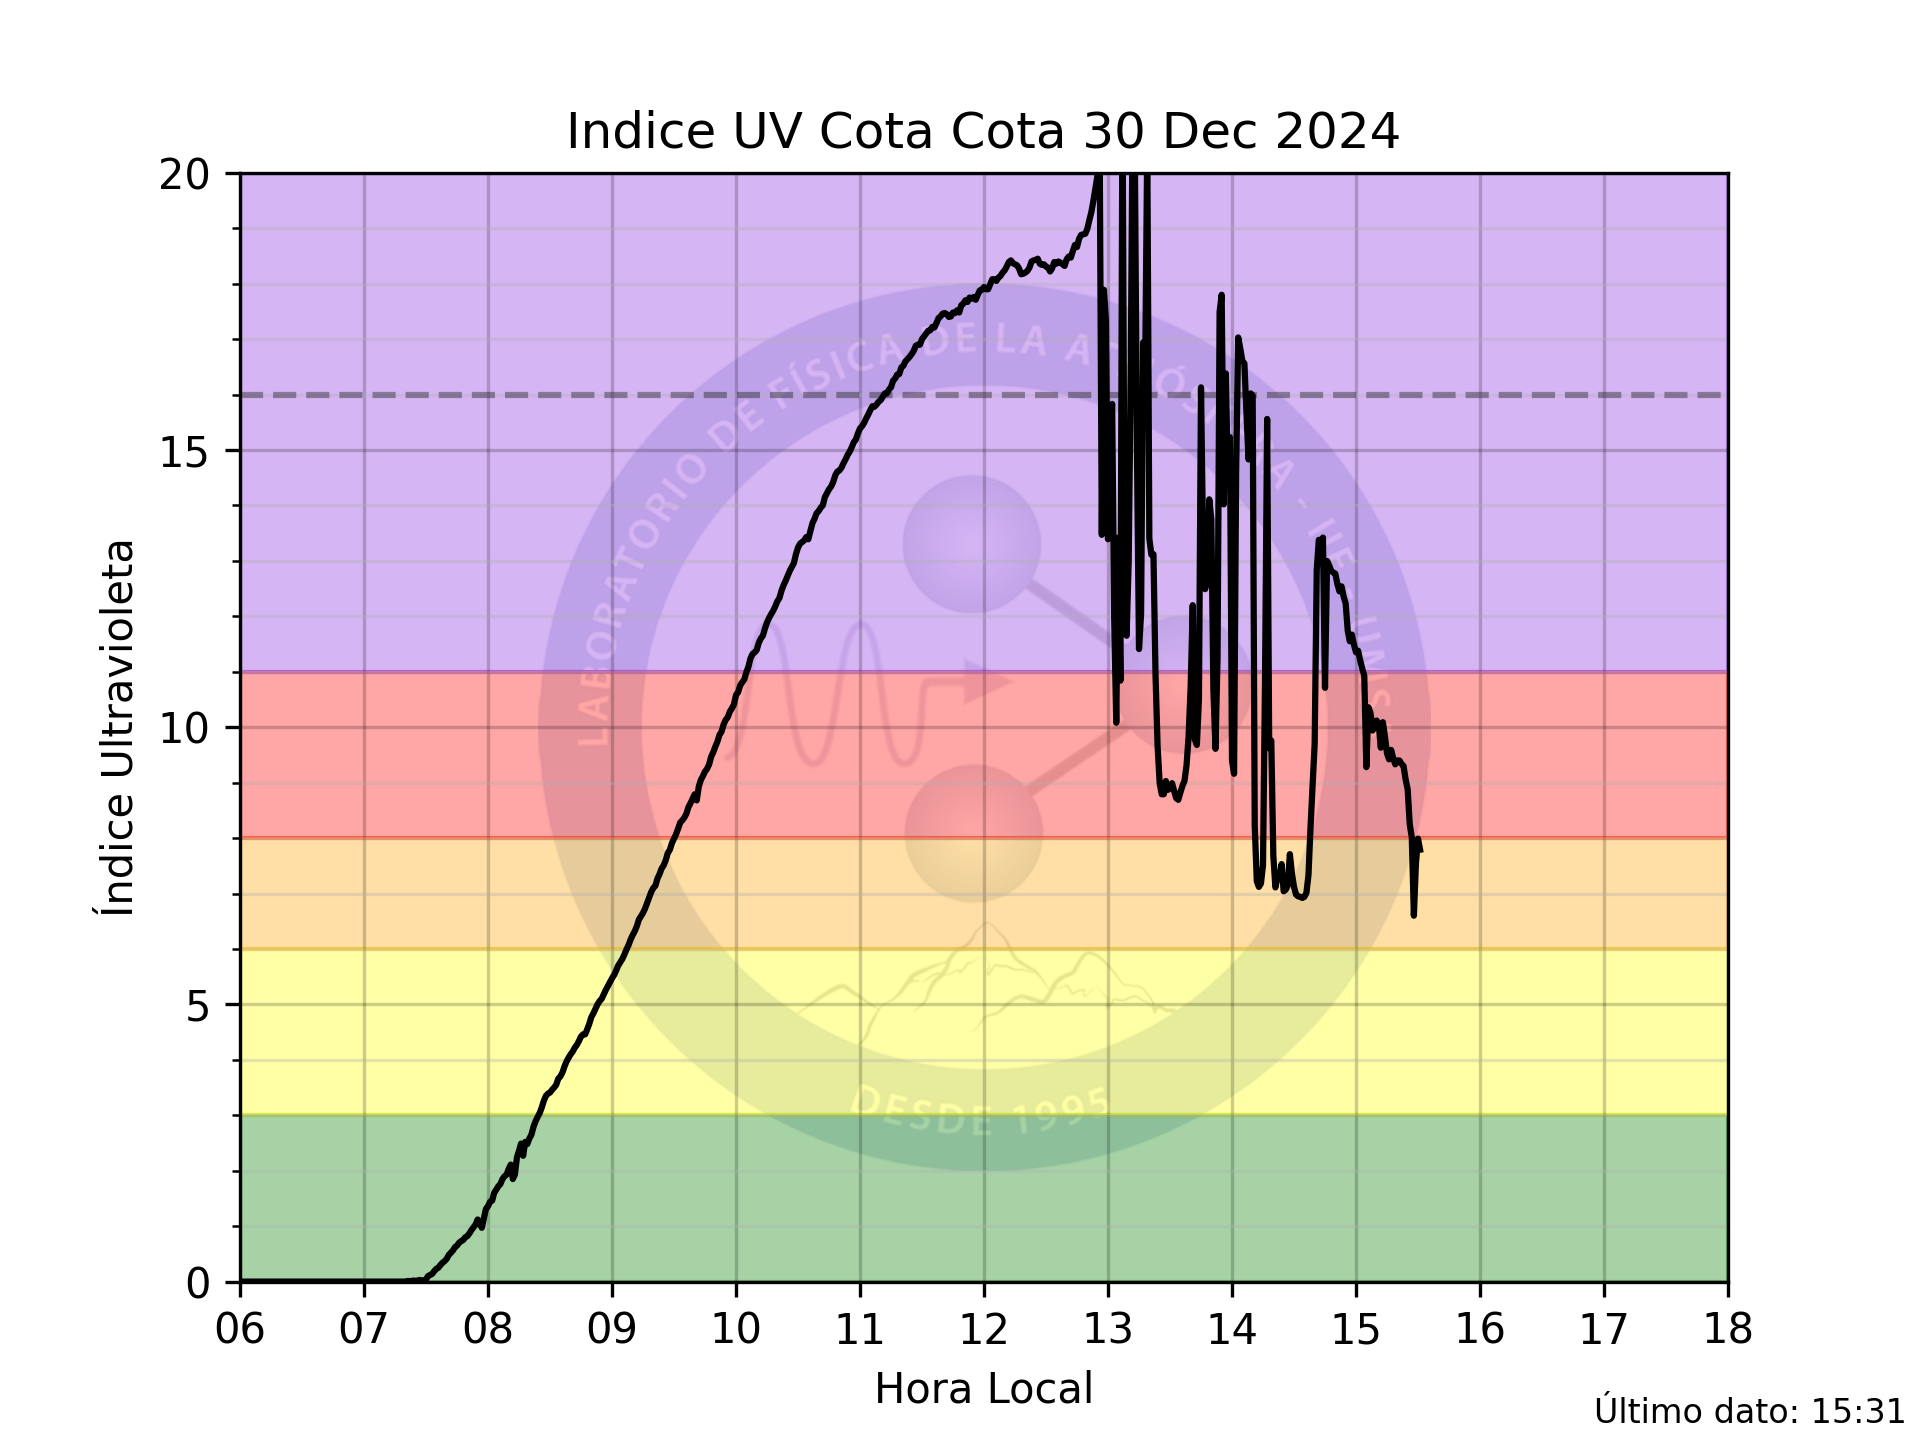 Indice UV Cota Cota 30 Dec 2024
20
15
10
5
0
Índice Ultravioleta
LABORATORIO DE FÍSICA DE LA
DESDE 1995
06 07 08 09 10 11 12 13 14 15 16 17 18
Hora Local
Último dato: 15:31